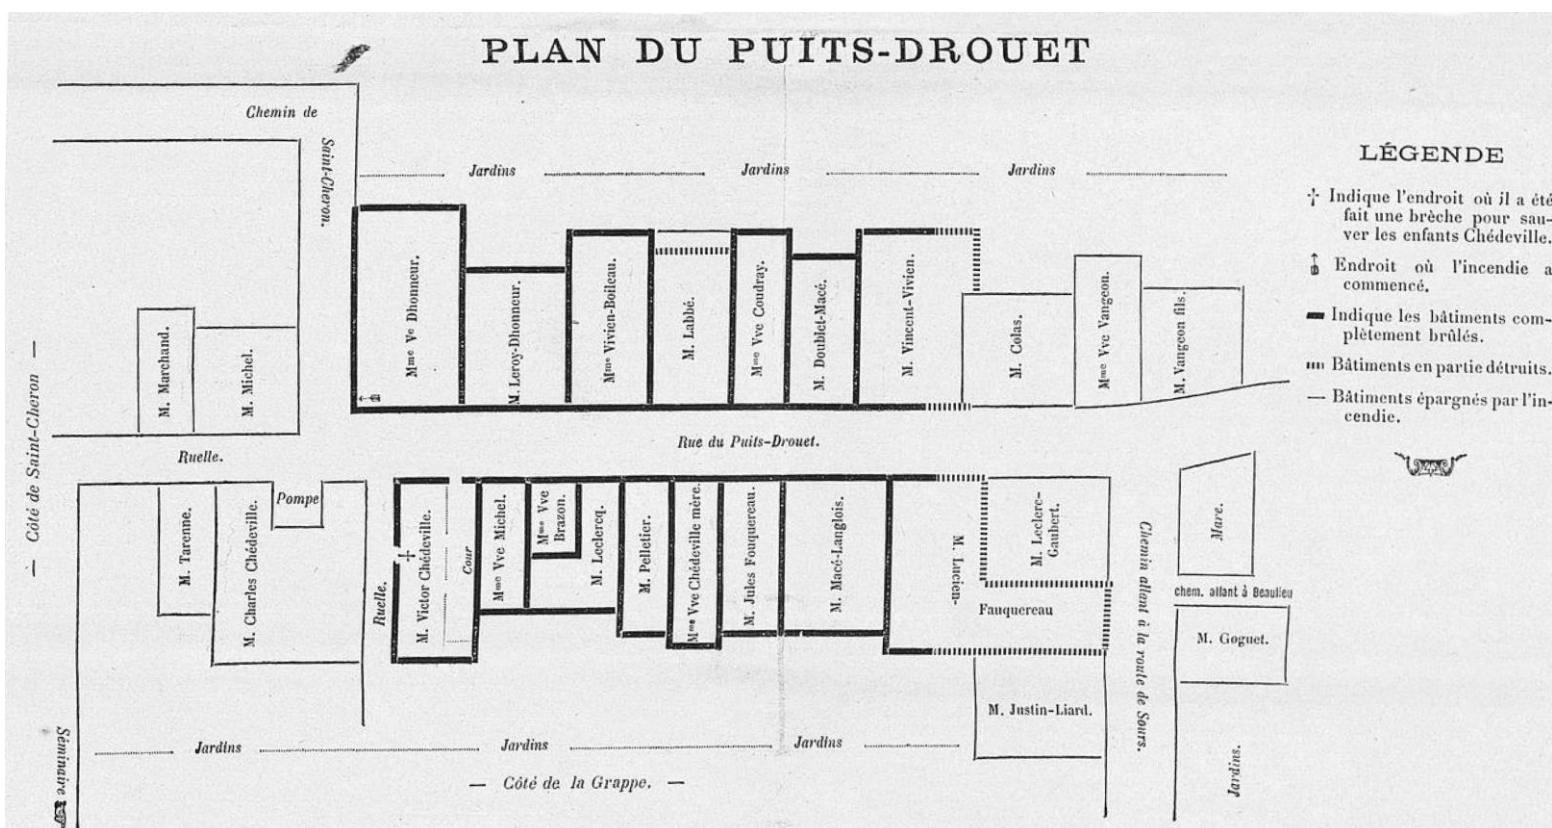 PLAN DU PUITS-DROUET
Chemin de
Saint-Cheron.
Jardins
Jardins
Jardins
LÉGENDE
Indique l'endroit où il a été
fait une brèche pour sau-
ver les enfants Chédeville.
Endroit où l'incendie a
commencé.
Indique les bâtiments com-
plètement brûlés.
Bâtiments en partie détruits.
Bâtiments épargnés par l'in-
cendie.
— Côté de Saint-Cheron —
M. Marchand.
M. Michel.
Mme Ve Dhonneur.
M. Leroy-Dhonneur.
Mme Vivien-Boileau.
M. Labbé.
Mme Vve Coudray.
M. Doublet-Macé.
M. Vincent-Vivien.
M. Colas.
Mme Vve Vangeon.
M. Vangeon fils.
Rue du Puits-Drouet.
Ruelle.
M. Tarenne.
M. Charles Chédeville.
Pompe
Ruelle.
M. Victor Chédeville.
Cour
Mme Vve Michel.
Mme Vve
Brazon.
M. Leclercq.
M. Pelletier.
Mme Vve Chédeville mère.
M. Jules Fouquereau.
M. Macé-Langlois.
M. Lucien-
Fauquereau
M. Leclerc-
Gaubert.
Chemin allant à la route de Sours.
Mare.
chem. allant à Beaulieu
M. Goguet.
M. Justin-Liard.
Jardins.
Séminaire
Jardins
Jardins
Jardins
— Côté de la Grappe. —